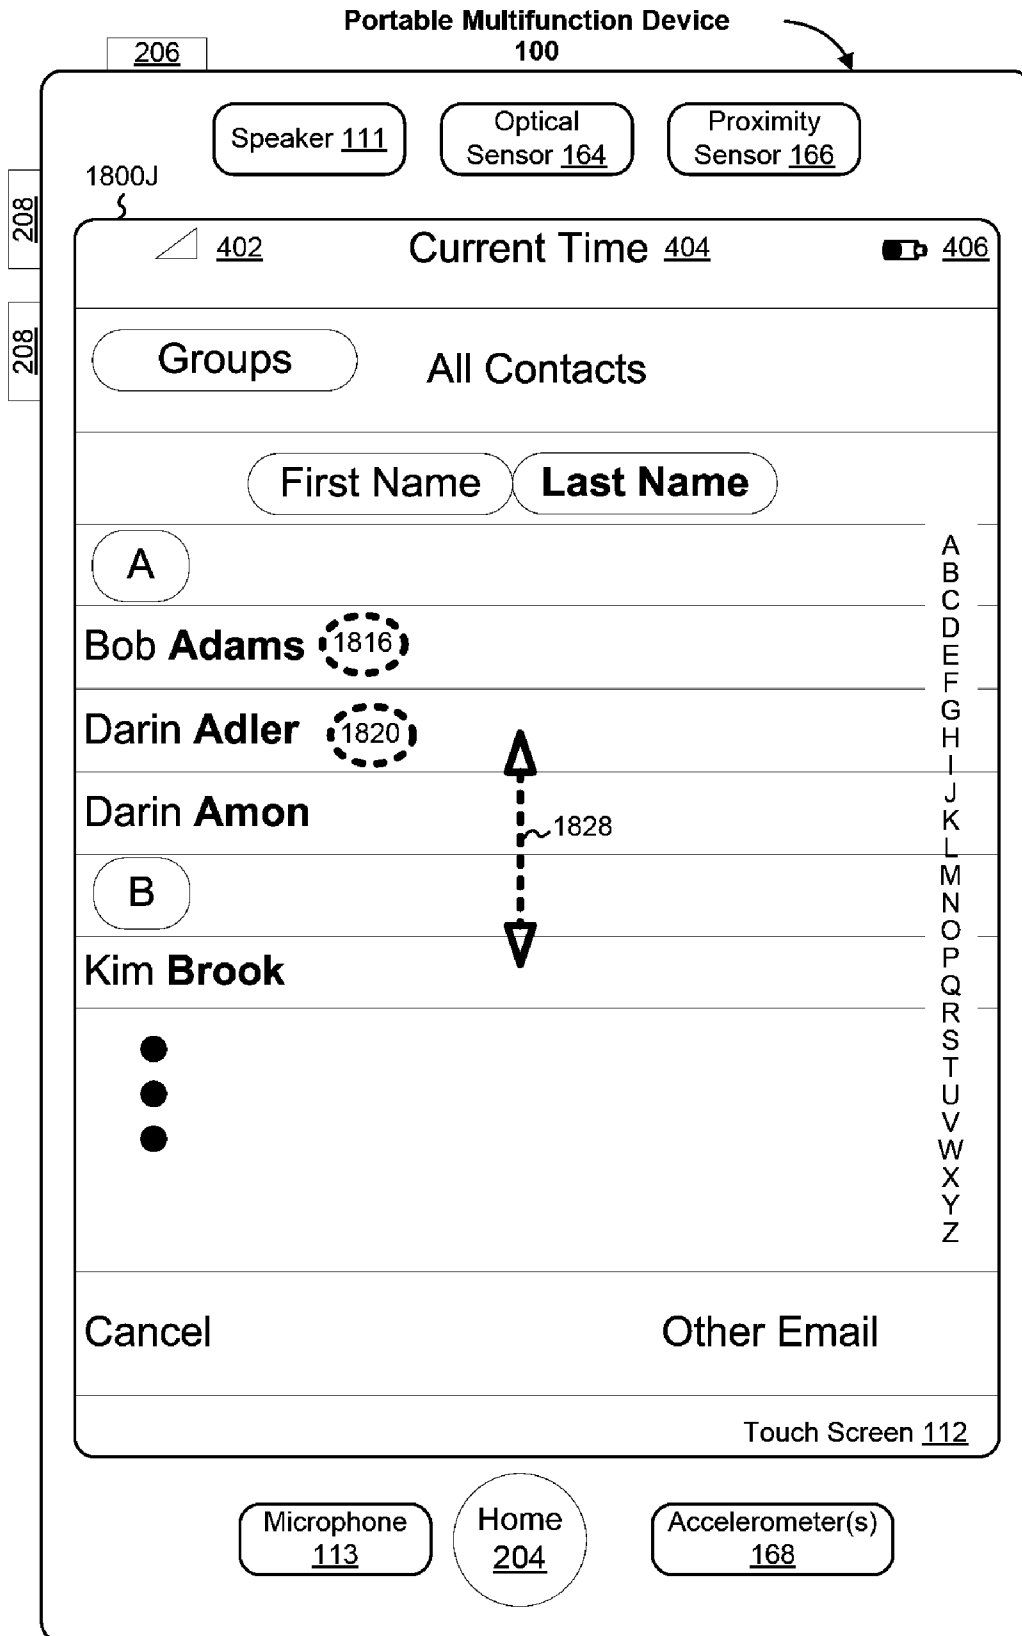 Portable Multifunction Device
100
206
Speaker 111
Optical
Sensor 164
Proximity
Sensor 166
1800J
208
208
402
Current Time 404
406
Groups
All Contacts
First Name
Last Name
A
Bob Adams
1816
Darin Adler
1820
Darin Amon
1828
B
Kim Brook
A
B
C
D
E
F
G
H
I
J
K
L
M
N
O
P
Q
R
S
T
U
V
W
X
Y
Z
Cancel
Other Email
Touch Screen 112
Microphone
113
Home
204
Accelerometer(s)
168